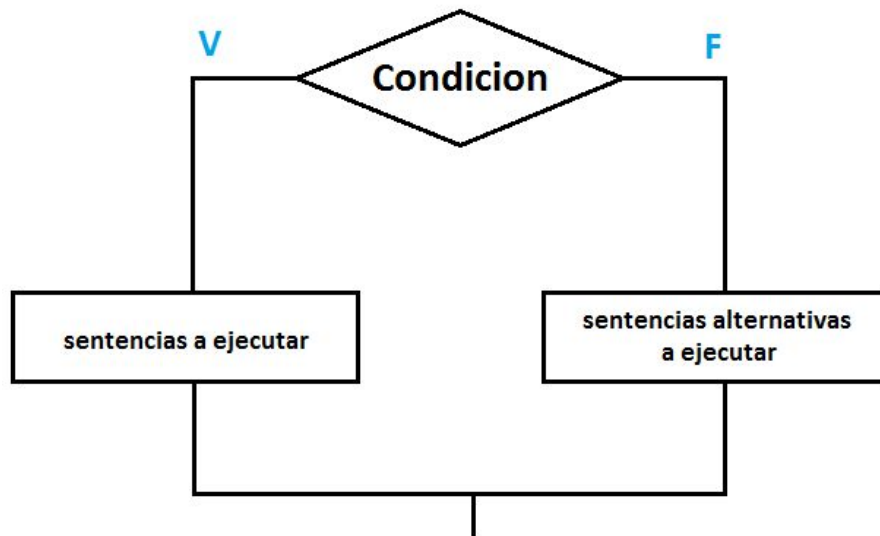 V
F
Condicion
sentencias a ejecutar
sentencias alternativas
a ejecutar